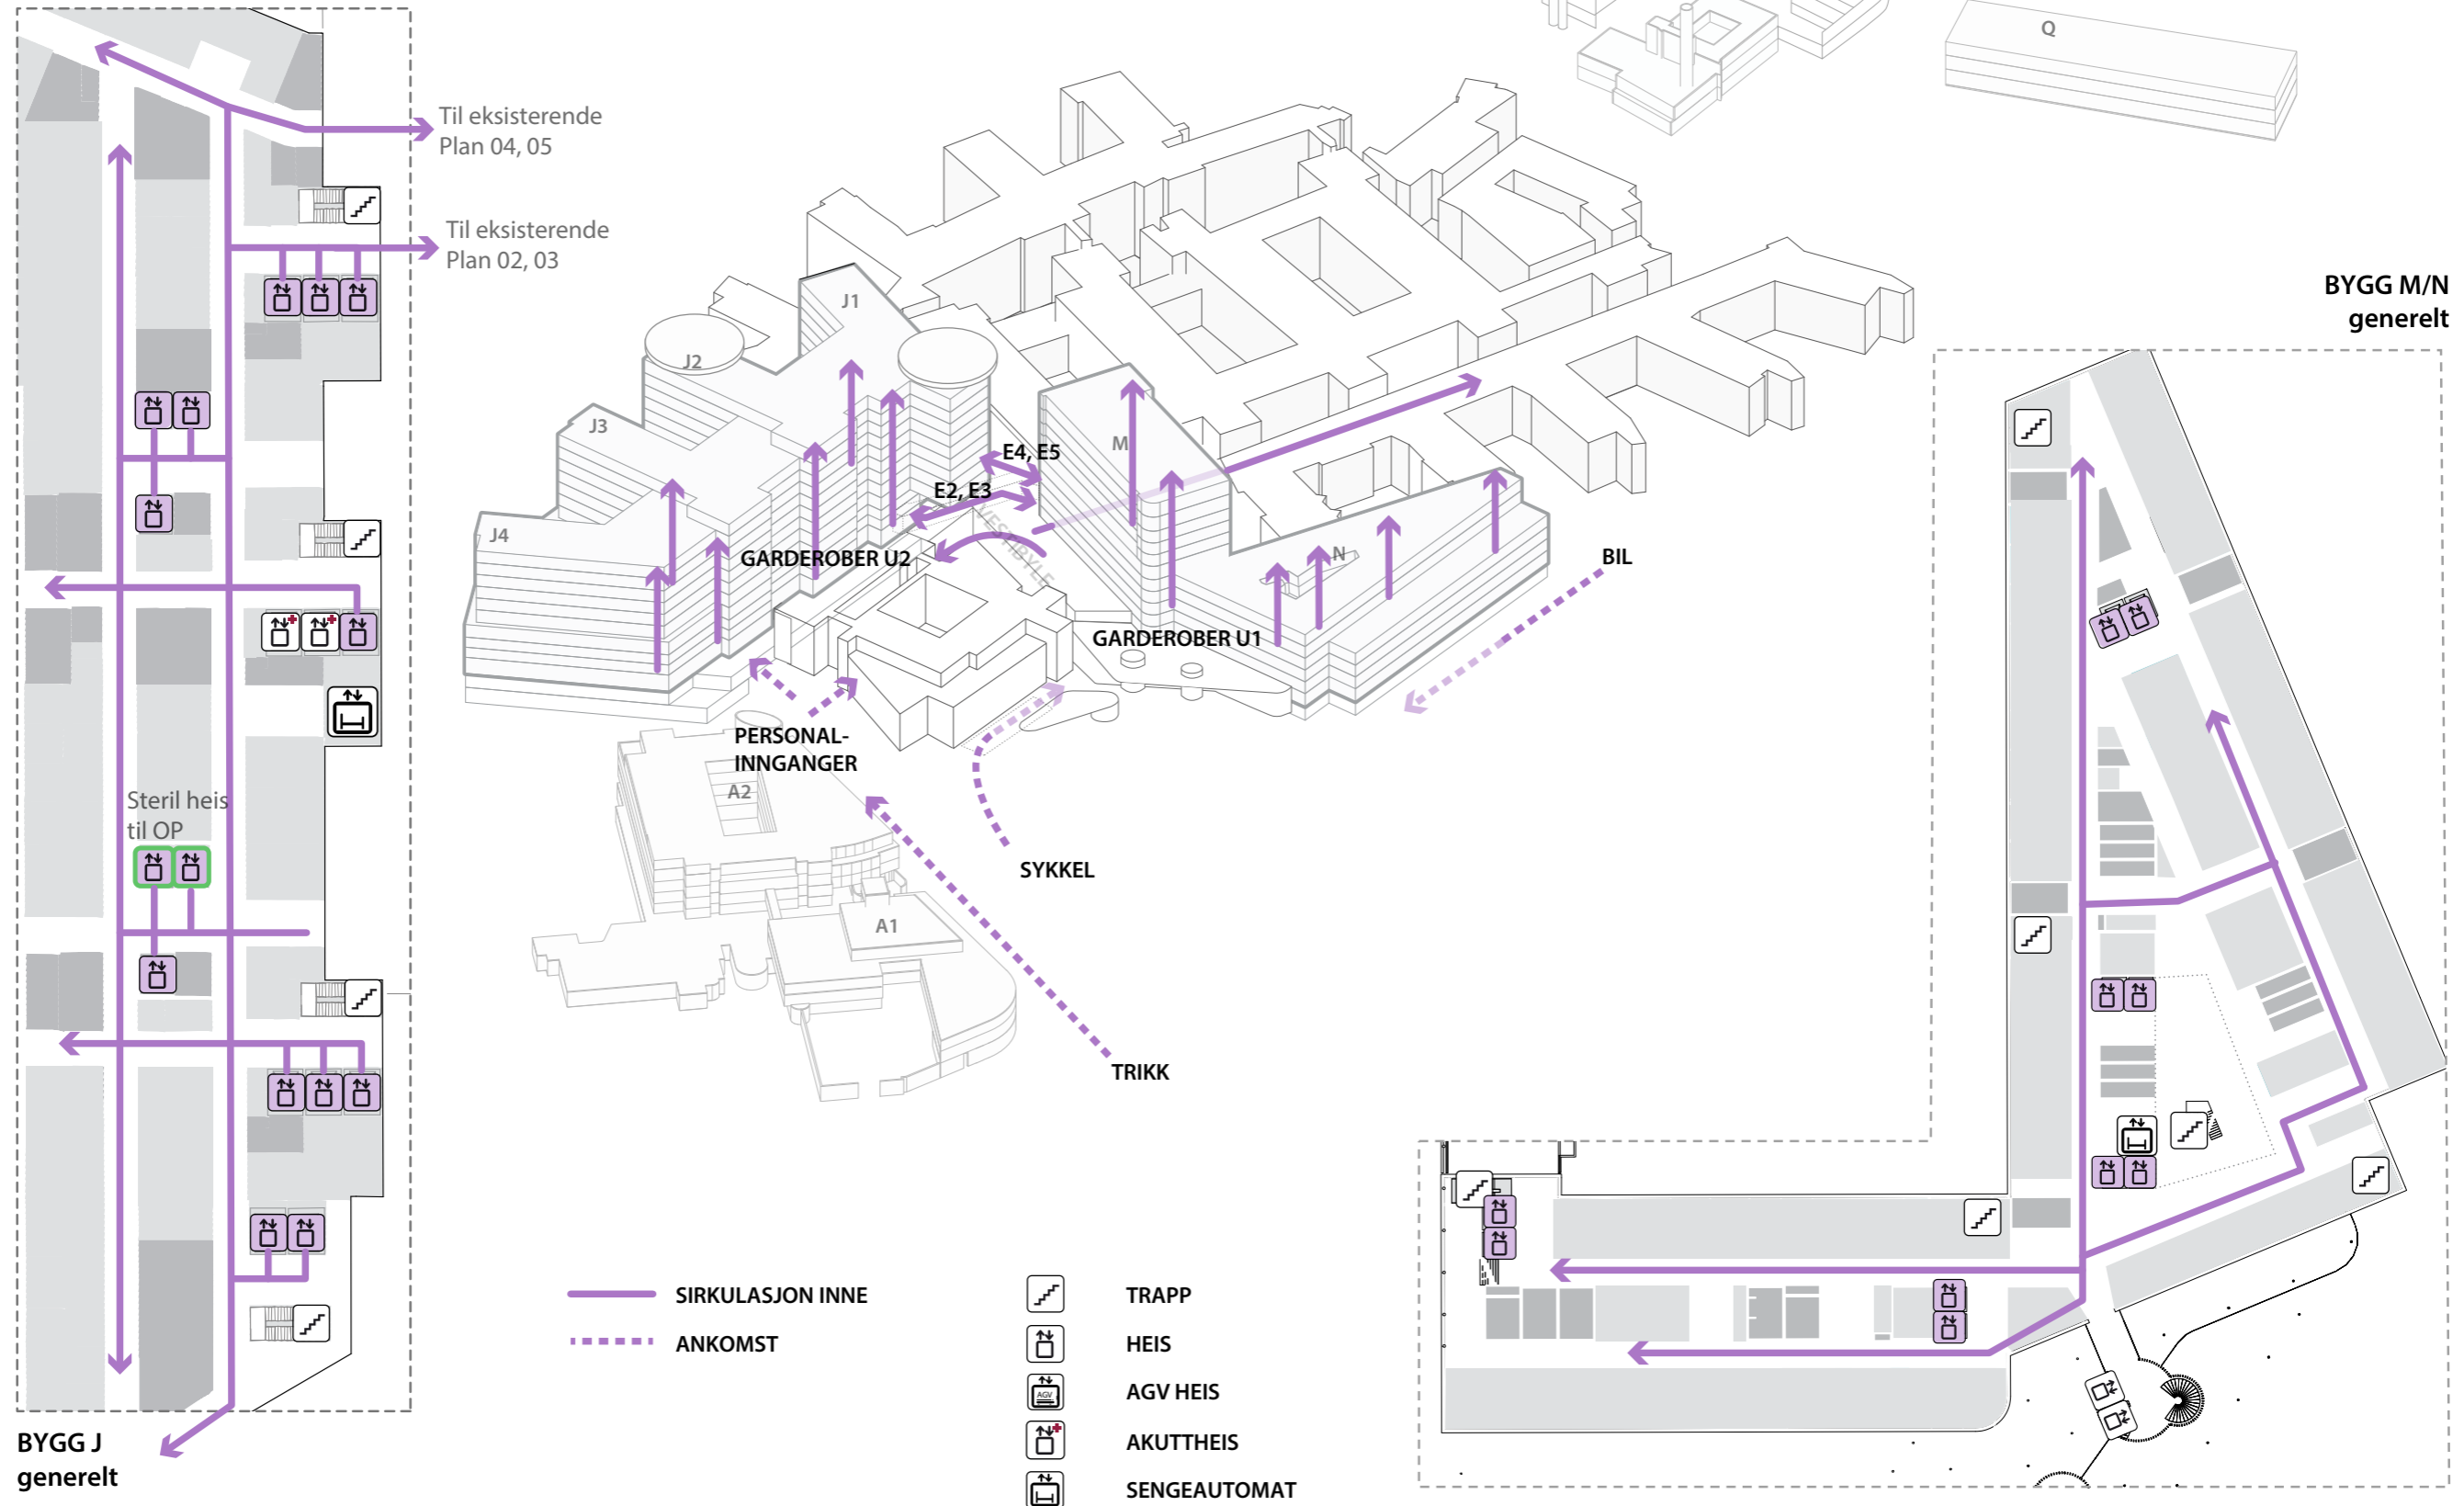 Q
Til eksisterende
Plan 04, 05
Til eksisterende
Plan 02, 03
BYGG M/N
generelt
J1
J2
J3
J4
M
N
E4, E5
E2, E3
VESTIBYLE
GARDEROBER U2
GARDEROBER U1
BIL
PERSONAL-
INNGANGER
A2
A1
SYKKEL
TRIKK
Steril heis
til OP
BYGG J
generelt
SIRKULASJON INNE
ANKOMST
TRAPP
HEIS
AGV
AGV HEIS
AKUTTHEIS
SENGEAUTOMAT